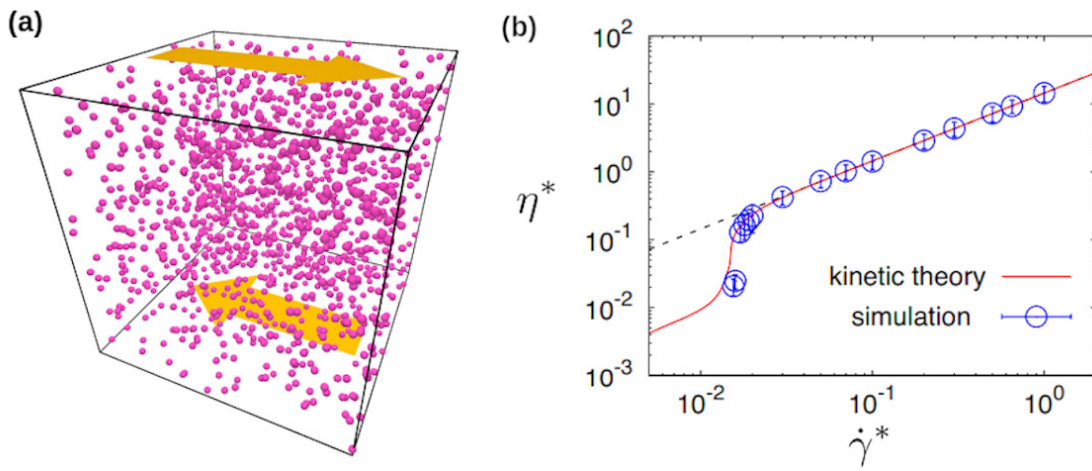 (a)
(b)
10^2
10^1
10^0
10^-1
10^-2
10^-3
η*
kinetic theory
simulation
10^-2 10^-1 10^0
γ̇*